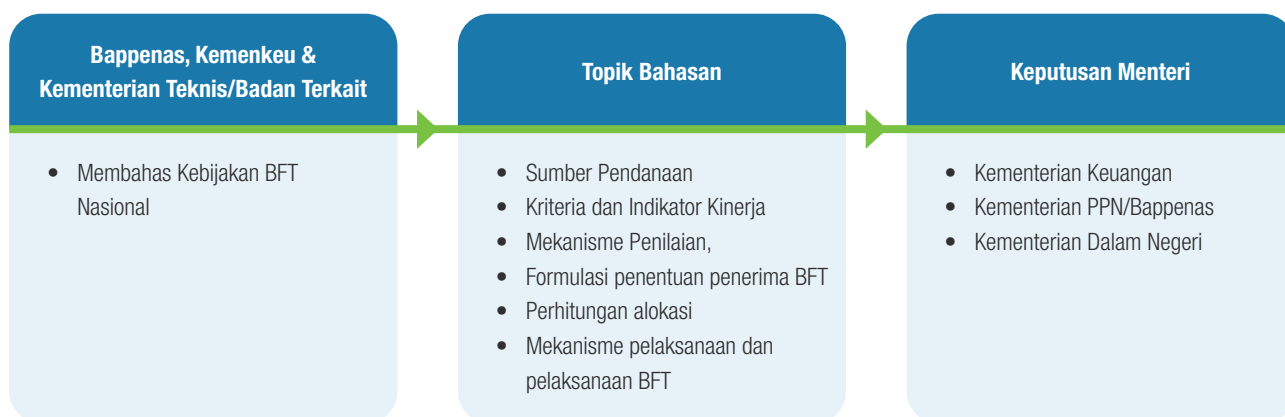 Bappenas, Kemenkeu &
Kementerian Teknis/Badan Terkait
• Membahas Kebijakan BFT
Nasional
Topik Bahasan
• Sumber Pendanaan
• Kriteria dan Indikator Kinerja
• Mekanisme Penilaian,
• Formulasi penentuan penerima BFT
• Perhitungan alokasi
• Mekanisme pelaksanaan dan
pelaksanaan BFT
Keputusan Menteri
• Kementerian Keuangan
• Kementerian PPN/Bappenas
• Kementerian Dalam Negeri